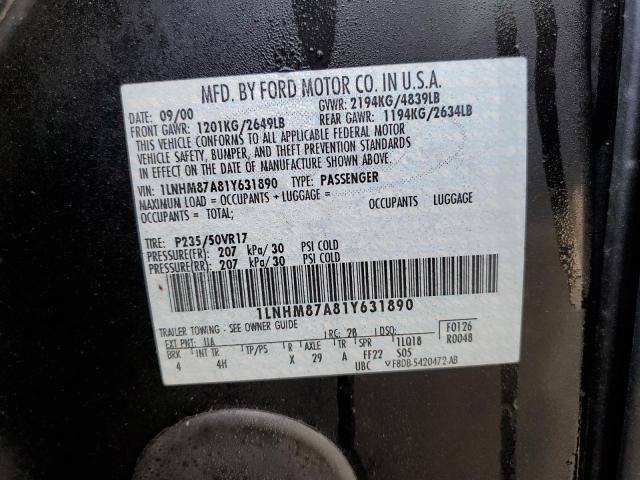 MFD. BY FORD MOTOR CO. IN U.S.A.
DATE: 09/00 GVWR: 2194KG/4839LB
FRONT GAWR: 1201KG/2649LB REAR GAWR: 1194KG/2634LB
THIS VEHICLE CONFORMS TO ALL APPLICABLE FEDERAL MOTOR
VEHICLE SAFETY, BUMPER, AND THEFT PREVENTION STANDARDS
IN EFFECT ON THE DATE OF MANUFACTURE SHOWN ABOVE.
VIN: 1LNHM87A81Y631890 TYPE: PASSENGER
MAXIMUM LOAD = OCCUPANTS + LUGGAGE = OCCUPANTS LUGGAGE
OCCUPANTS = TOTAL;
TIRE: P235/50VR17
PRESSURE(FR): 207 kPa/30 PSI COLD
PRESSURE(RR): 207 kPa/30 PSI COLD
1LNHM87A81Y631890
TRAILER TOWING - SEE OWNER GUIDE
EXT PNT: UA RC: 28 DSO: F0126
BRK INT TR TP/PS R AXLE TR SPR 1LQ18 R0048
4 4H X 29 A FF22 S05
UBC F8DB-5420472-AB